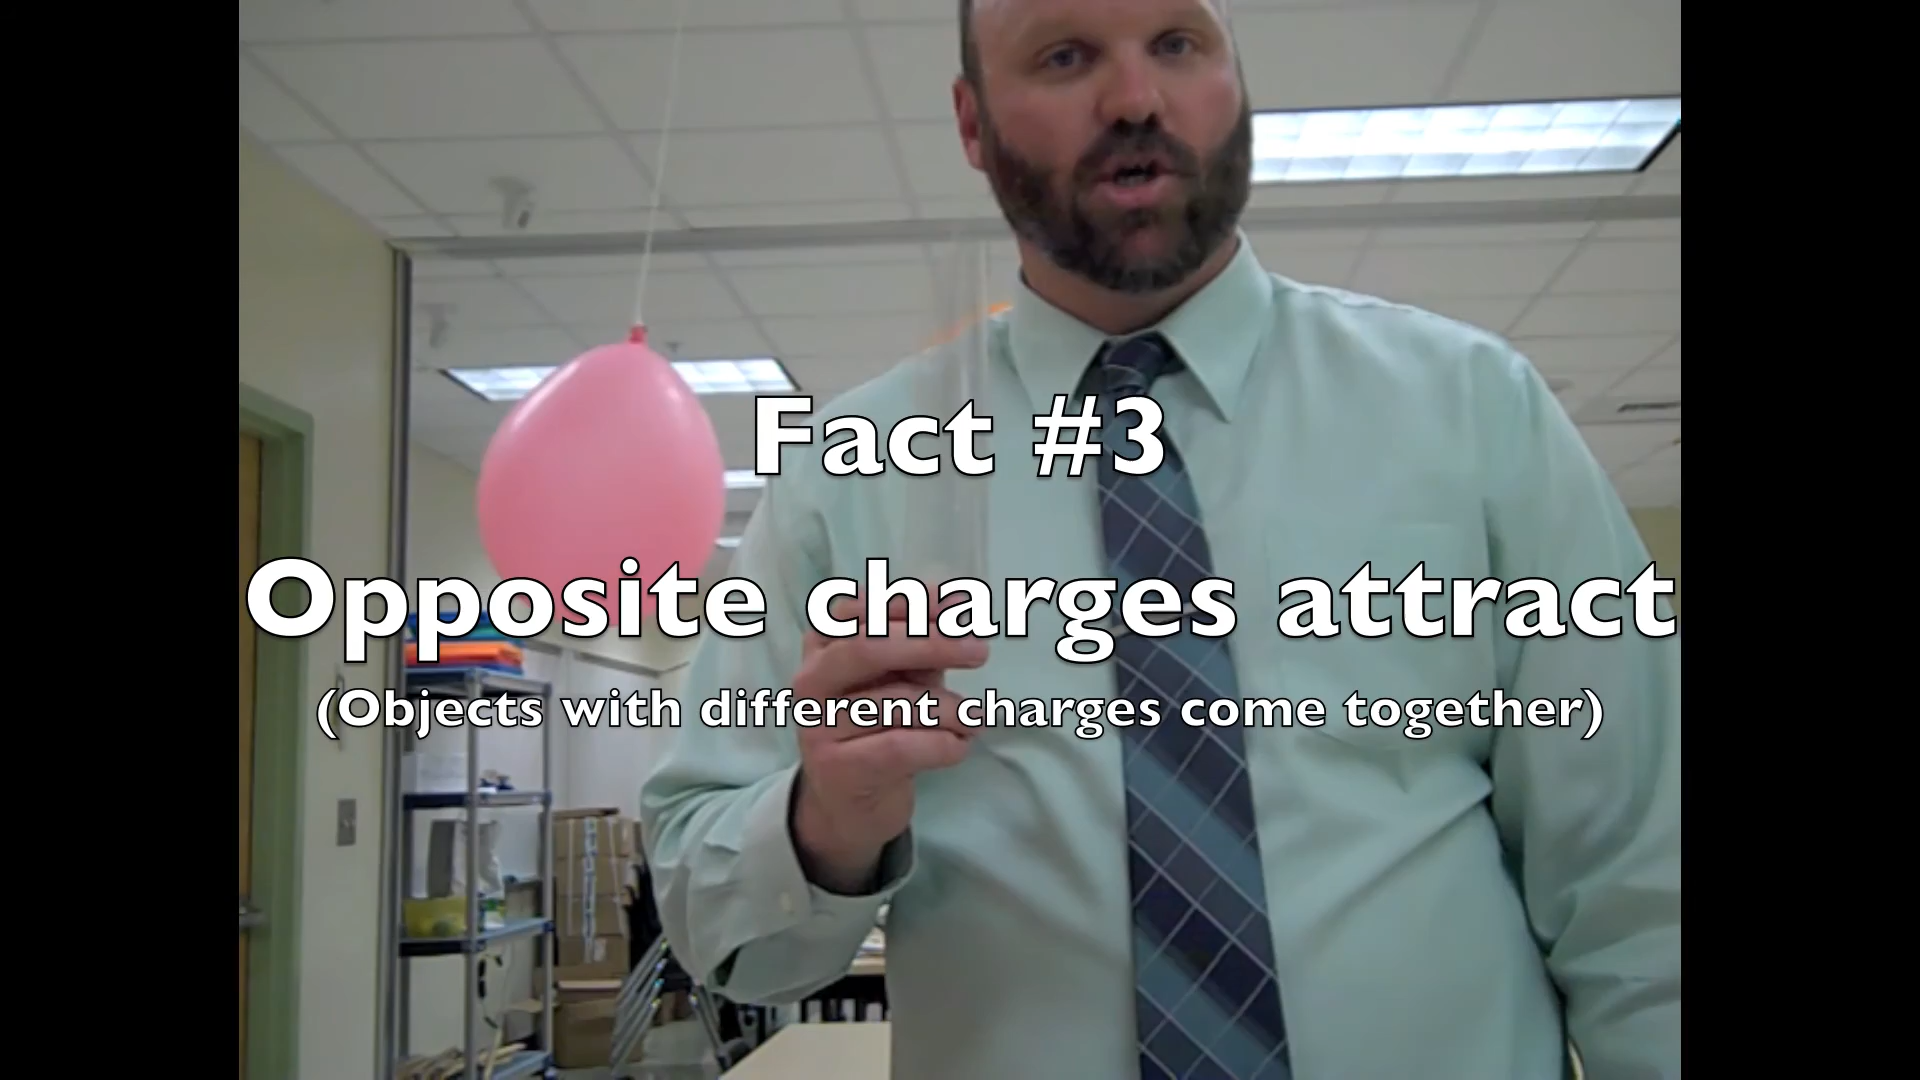 Fact #3
Opposite charges attract
(Objects with different charges come together)